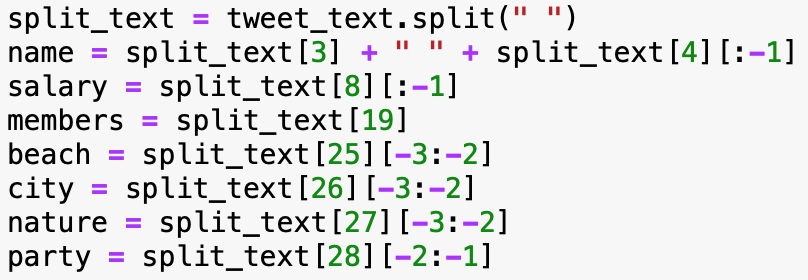 split_text = tweet_text.split(" ")
name = split_text[3] + " " + split_text[4][:-1]
salary = split_text[8][:-1]
members = split_text[19]
beach = split_text[25][-3:-2]
city = split_text[26][-3:-2]
nature = split_text[27][-3:-2]
party = split_text[28][-2:-1]